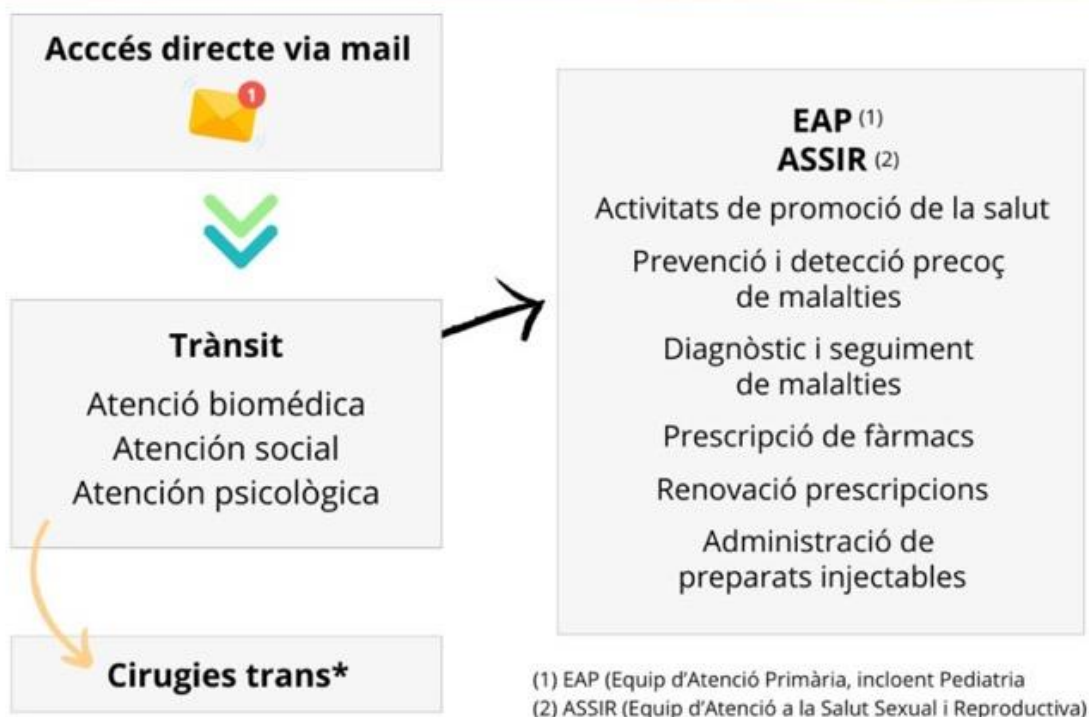 Acccés directe via mail
1
Trànsit
Atenció biomédica
Atención social
Atención psicològica
Cirugies trans*
EAP (1)
ASSIR (2)
Activitats de promoció de la salut
Prevenció i detecció precoç
de malalties
Diagnòstic i seguiment
de malalties
Prescripció de fàrmacs
Renovació prescripcions
Administració de
preparats injectables
(1) EAP (Equip d'Atenció Primària, incloent Pediatria
(2) ASSIR (Equip d'Atenció a la Salut Sexual i Reproductiva)